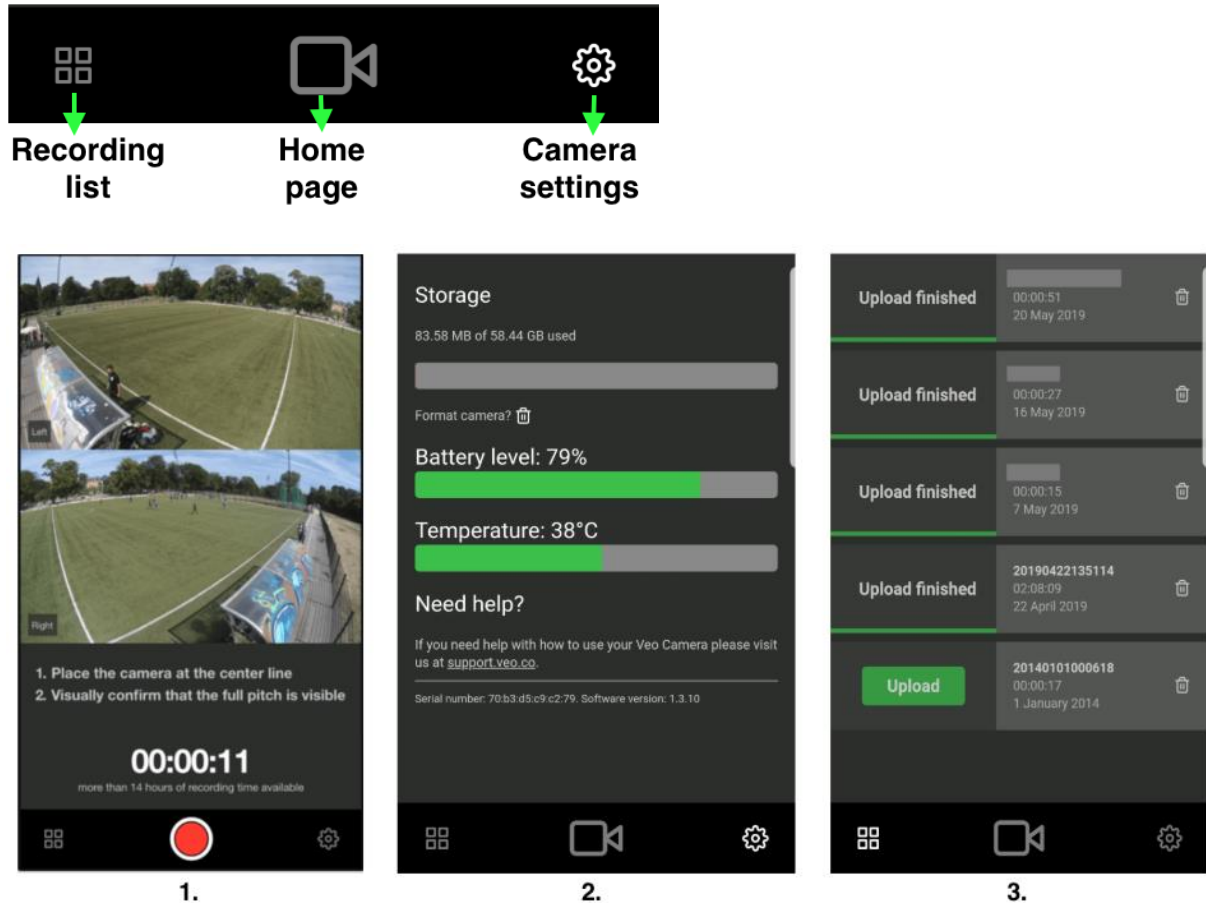 Recording
list
Home
page
Camera
settings
Left
Right
1. Place the camera at the center line
2. Visually confirm that the full pitch is visible
00:00:11
more than 14 hours of recording time available
1.
Storage
83.58 MB of 58.44 GB used
Format camera?
Battery level: 79%
Temperature: 38°C
Need help?
If you need help with how to use your Veo Camera please visit
us at support.veo.co.
Serial number: 70:b3:d5:c9:c2:79. Software version: 1.3.10
2.
Upload finished
00:00:51
20 May 2019
Upload finished
00:00:27
16 May 2019
Upload finished
00:00:15
7 May 2019
Upload finished
20190422135114
02:08:09
22 April 2019
Upload
20140101000618
00:00:17
1 January 2014
3.